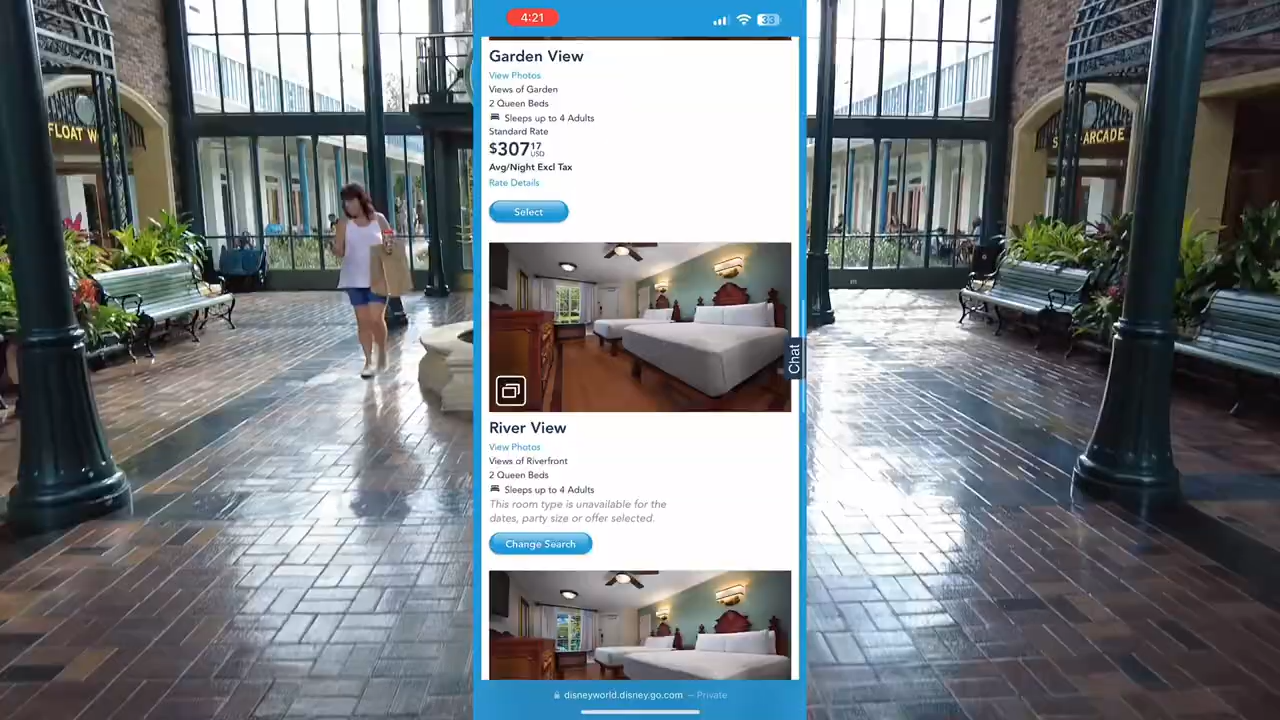 4:21
33
Garden View
View Photos
Views of Garden
2 Queen Beds
Sleeps up to 4 Adults
Standard Rate
$307 17 USD
Avg/Night Excl Tax
Rate Details
Select
Chat
River View
View Photos
Views of Riverfront
2 Queen Beds
Sleeps up to 4 Adults
This room type is unavailable for the
dates, party size or offer selected.
Change Search
disneyworld.disney.go.com — Private
FLOAT
ARCADE